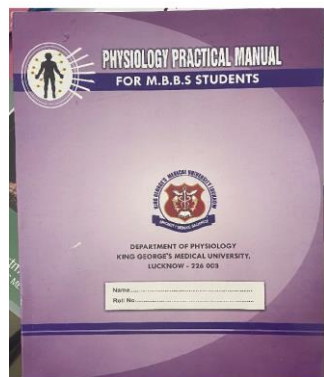 PHYSIOLOGY PRACTICAL MANUAL
FOR M.B.B.S STUDENTS
DEPARTMENT OF PHYSIOLOGY
KING GEORGE'S MEDICAL UNIVERSITY,
LUCKNOW - 226 003
Name
Roll No